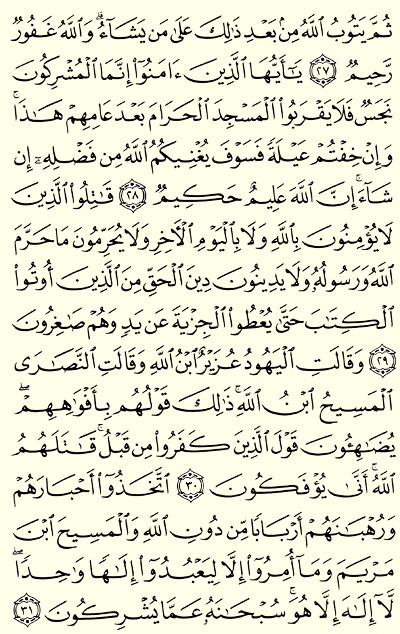 ثُمَّ يَتُوبُ ٱللَّهُ مِنۢ بَعۡدِ ذَٰلِكَ عَلَىٰ مَن يَشَآءُۗ وَٱللَّهُ غَفُورٞ
رَّحِيمٞ ٢٧ يَٰٓأَيُّهَا ٱلَّذِينَ ءَامَنُوٓاْ إِنَّمَا ٱلۡمُشۡرِكُونَ
نَجَسٞ فَلَا يَقۡرَبُواْ ٱلۡمَسۡجِدَ ٱلۡحَرَامَ بَعۡدَ عَامِهِمۡ هَٰذَاۚ
وَإِنۡ خِفۡتُمۡ عَيۡلَةٗ فَسَوۡفَ يُغۡنِيكُمُ ٱللَّهُ مِن فَضۡلِهِۦٓ إِن
شَآءَۚ إِنَّ ٱللَّهَ عَلِيمٌ حَكِيمٞ ٢٨ قَٰتِلُواْ ٱلَّذِينَ
لَا يُؤۡمِنُونَ بِٱللَّهِ وَلَا بِٱلۡيَوۡمِ ٱلۡأٓخِرِ وَلَا يُحَرِّمُونَ مَا حَرَّمَ
ٱللَّهُ وَرَسُولُهُۥ وَلَا يَدِينُونَ دِينَ ٱلۡحَقِّ مِنَ ٱلَّذِينَ أُوتُواْ
ٱلۡكِتَٰبَ حَتَّىٰ يُعۡطُواْ ٱلۡجِزۡيَةَ عَن يَدٖ وَهُمۡ صَٰغِرُونَ
٢٩ وَقَالَتِ ٱلۡيَهُودُ عُزَيۡرٌ ٱبۡنُ ٱللَّهِ وَقَالَتِ ٱلنَّصَٰرَى
ٱلۡمَسِيحُ ٱبۡنُ ٱللَّهِۖ ذَٰلِكَ قَوۡلُهُم بِأَفۡوَٰهِهِمۡۖ
يُضَٰهِـُٔونَ قَوۡلَ ٱلَّذِينَ كَفَرُواْ مِن قَبۡلُۚ قَٰتَلَهُمُ
ٱللَّهُۖ أَنَّىٰ يُؤۡفَكُونَ ٣٠ ٱتَّخَذُوٓاْ أَحۡبَارَهُمۡ
وَرُهۡبَٰنَهُمۡ أَرۡبَابٗا مِّن دُونِ ٱللَّهِ وَٱلۡمَسِيحَ ٱبۡنَ
مَرۡيَمَ وَمَآ أُمِرُوٓاْ إِلَّا لِيَعۡبُدُوٓاْ إِلَٰهٗا وَٰحِدٗاۖ
لَّآ إِلَٰهَ إِلَّا هُوَۚ سُبۡحَٰنَهُۥ عَمَّا يُشۡرِكُونَ ٣١